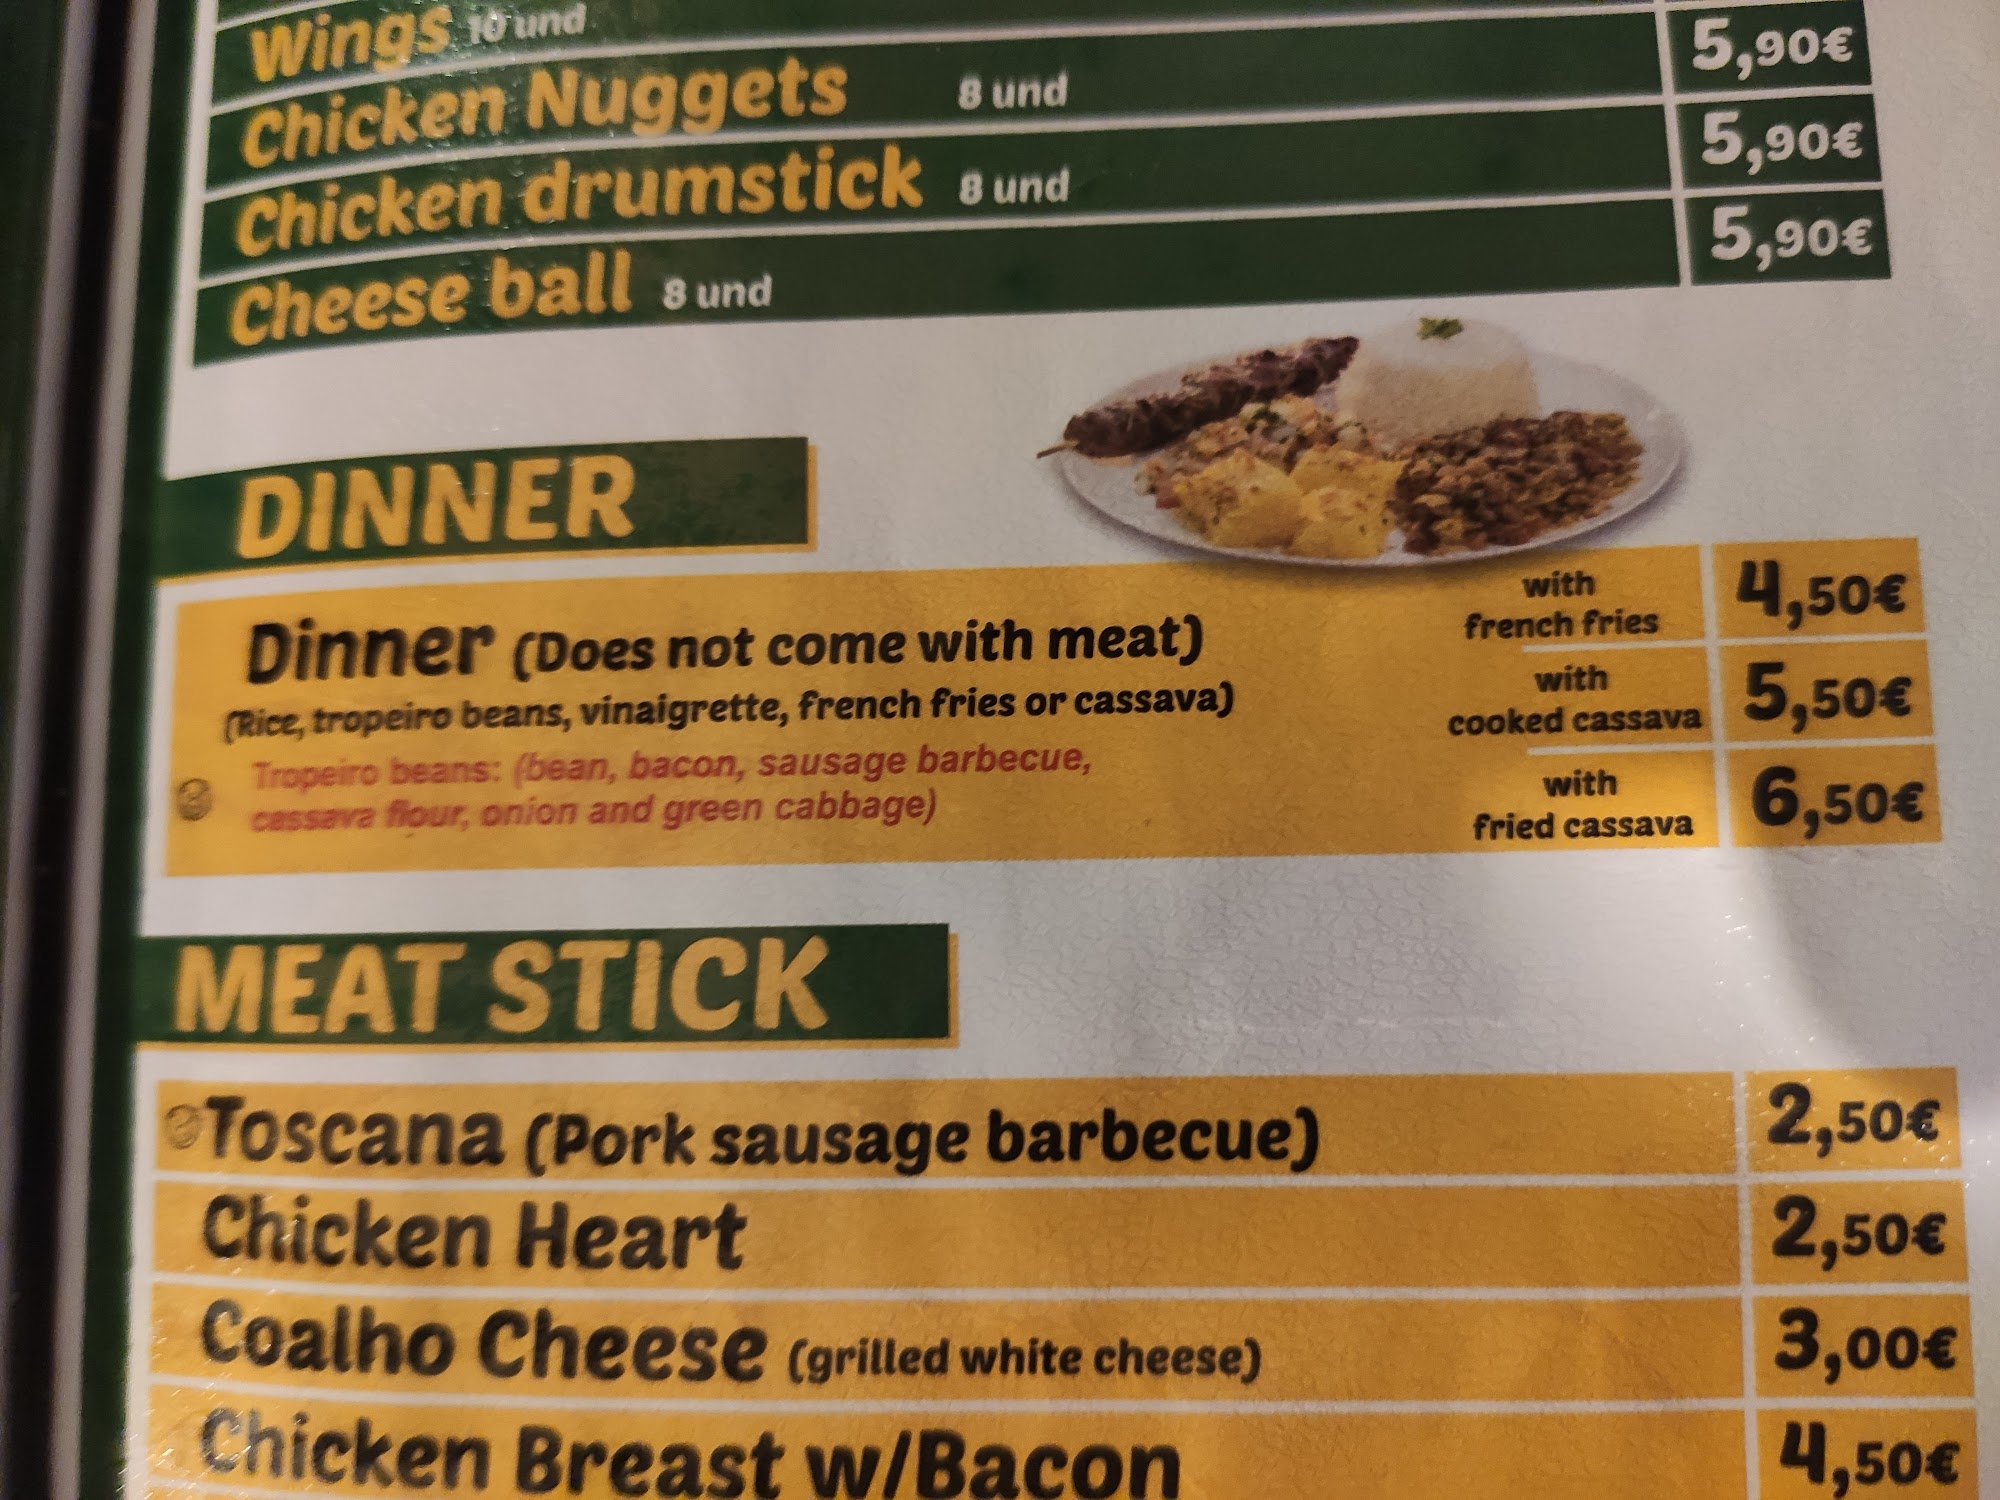 Wings 10 und
5,90€
Chicken Nuggets 8 und
5,90€
Chicken drumstick 8 und
5,90€
Cheese ball 8 und
DINNER
Dinner (Does not come with meat)
(Rice, tropeiro beans, vinaigrette, french fries or cassava)
Tropeiro beans: (bean, bacon, sausage barbecue,
cassava flour, onion and green cabbage)
with
french fries
4,50€
with
cooked cassava
5,50€
with
fried cassava
6,50€
MEAT STICK
Toscana (Pork sausage barbecue) 2,50€
Chicken Heart 2,50€
Coalho Cheese (grilled white cheese) 3,00€
Chicken Breast w/Bacon 4,50€